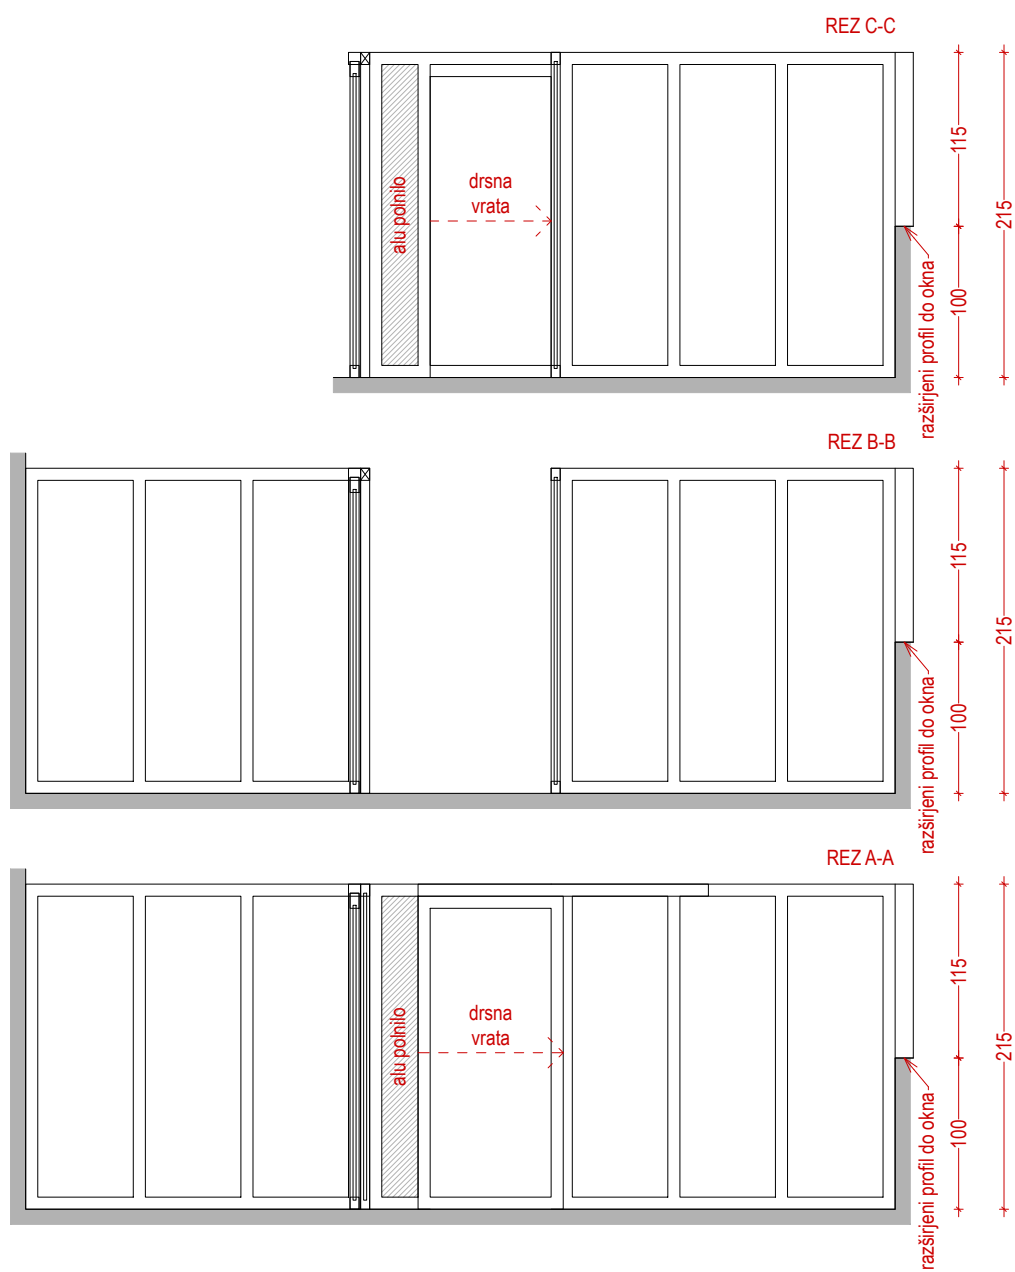 REZ C-C
alu polnilo
drsna
vrata
115
100
215
razširjeni profil do okna
REZ B-B
115
100
215
razširjeni profil do okna
REZ A-A
alu polnilo
drsna
vrata
115
100
215
razširjeni profil do okna